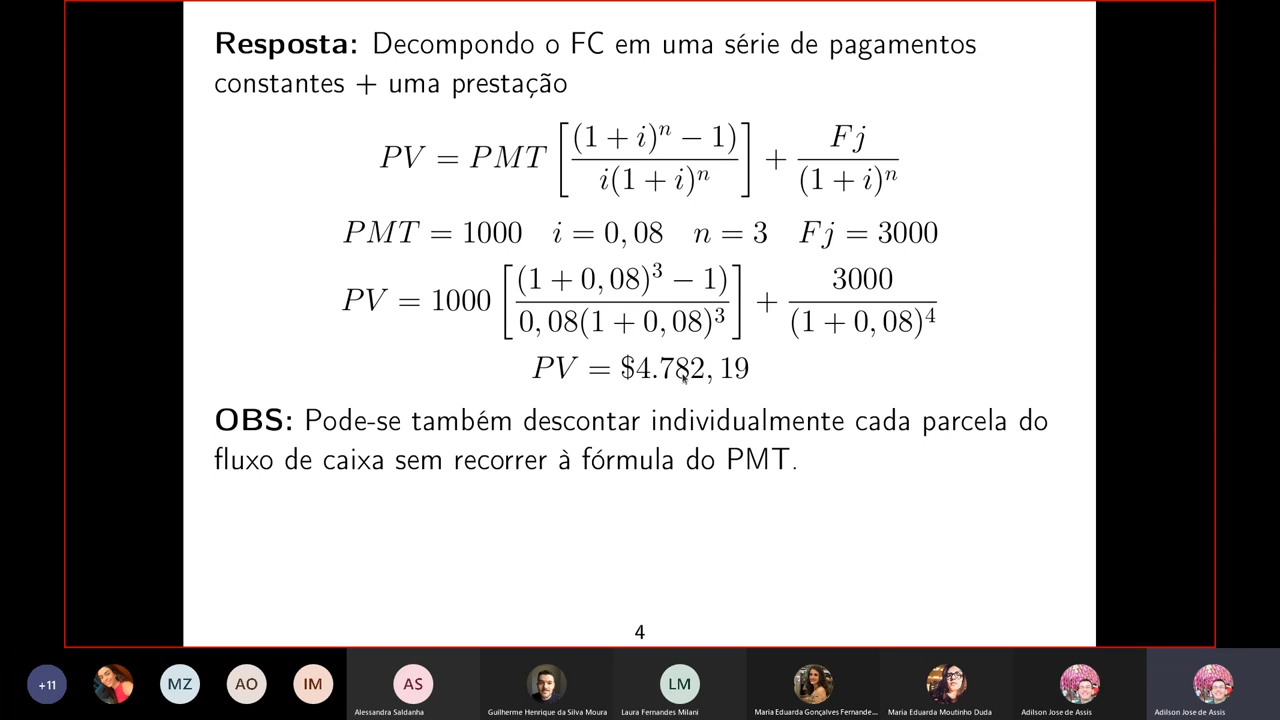 Resposta: Decompondo o FC em uma série de pagamentos
constantes + uma prestação
PV = PMT [ ((1 + i)^n − 1) / (i(1 + i)^n) ] + Fj / (1 + i)^n
PMT = 1000 i = 0,08 n = 3 Fj = 3000
PV = 1000 [ ((1 + 0,08)^3 − 1) / (0,08(1 + 0,08)^3) ] + 3000 / (1 + 0,08)^4
PV = $4.782,19
OBS: Pode-se também descontar individualmente cada parcela do
fluxo de caixa sem recorrer à fórmula do PMT.
4
+11 MZ AO IM AS LM
Alessandra Saldanha Guilherme Henrique da Silva Moura Laura Fernandes Milani Maria Eduarda Gonçalves Fernande... Maria Eduarda Moutinho Duda Adilson Jose de Assis Adilson Jose de Assis